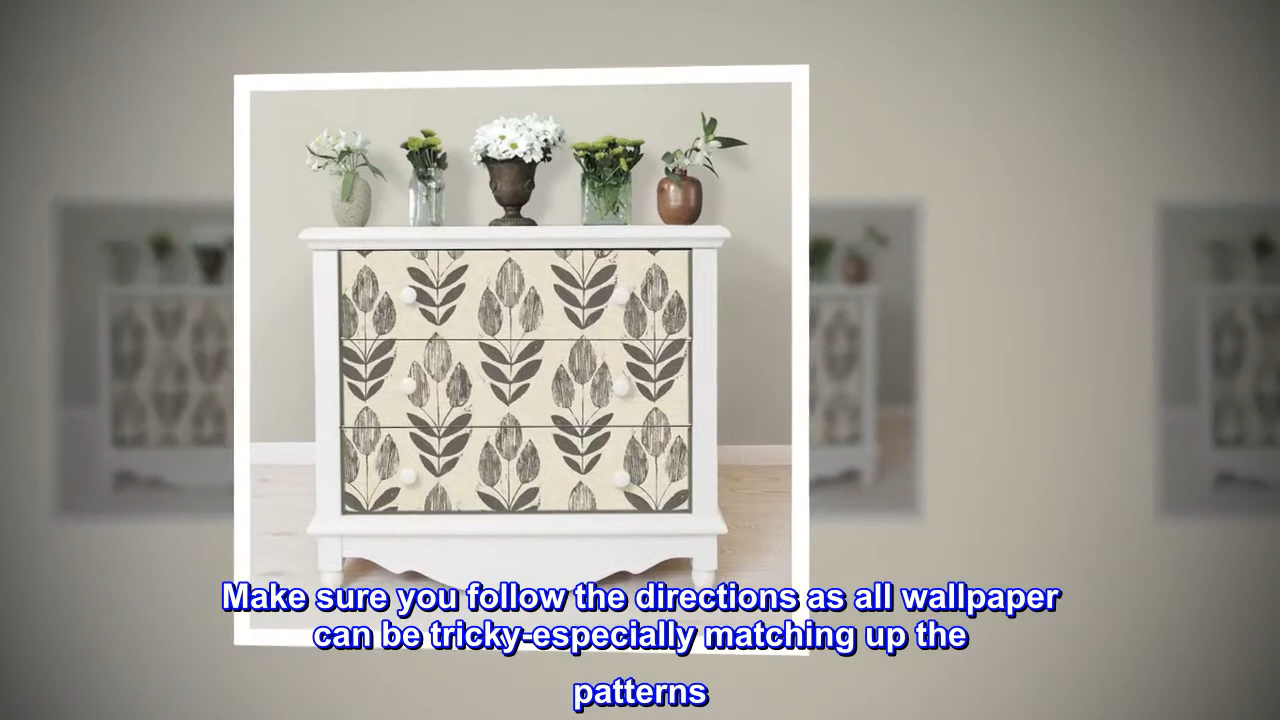 Make sure you follow the directions as all wallpaper
can be tricky-especially matching up the
patterns